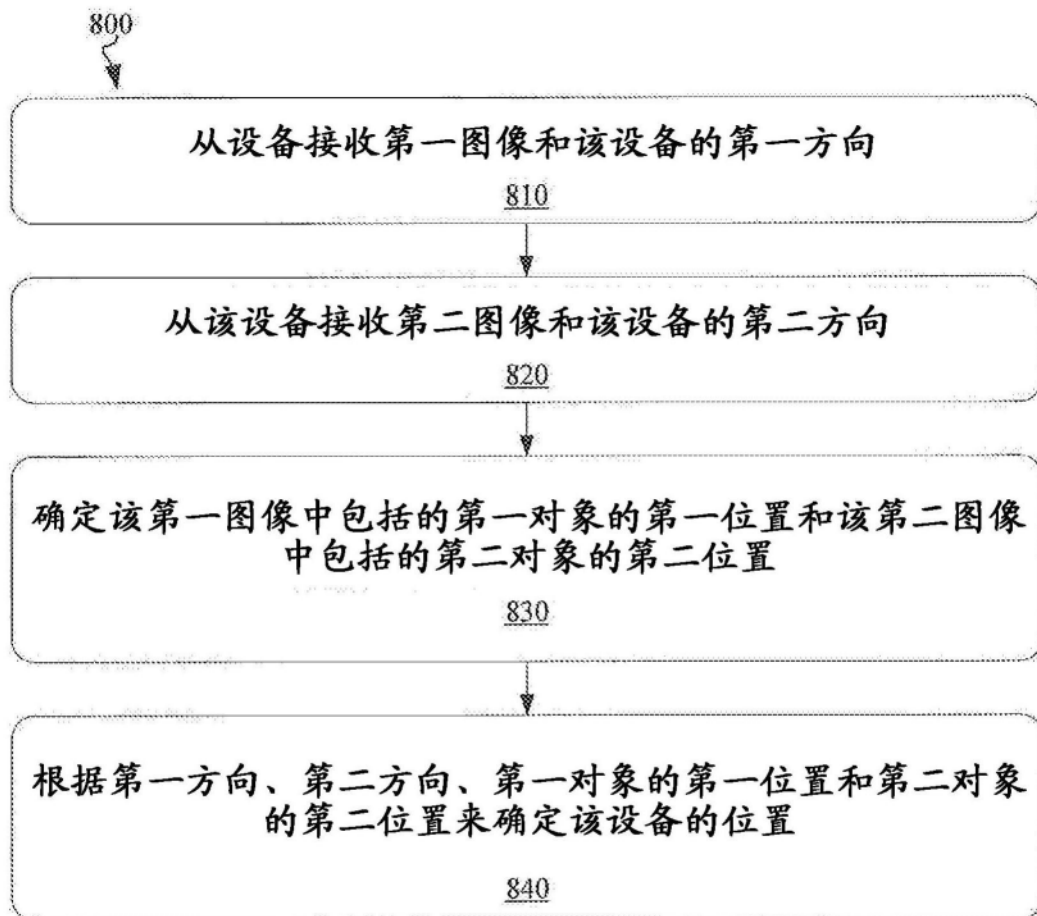 800
从设备接收第一图像和该设备的第一方向
810
从该设备接收第二图像和该设备的第二方向
820
确定该第一图像中包括的第一对象的第一位置和该第二图像
中包括的第二对象的第二位置
830
根据第一方向、第二方向、第一对象的第一位置和第二对象
的第二位置来确定该设备的位置
840